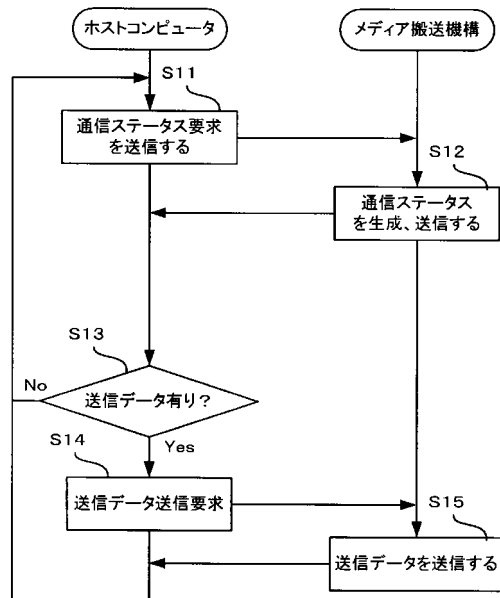 ホストコンピュータ
メディア搬送機構
S11
通信ステータス要求
を送信する
S12
通信ステータス
を生成、送信する
S13
No
送信データ有り?
Yes
S14
送信データ送信要求
S15
送信データを送信する